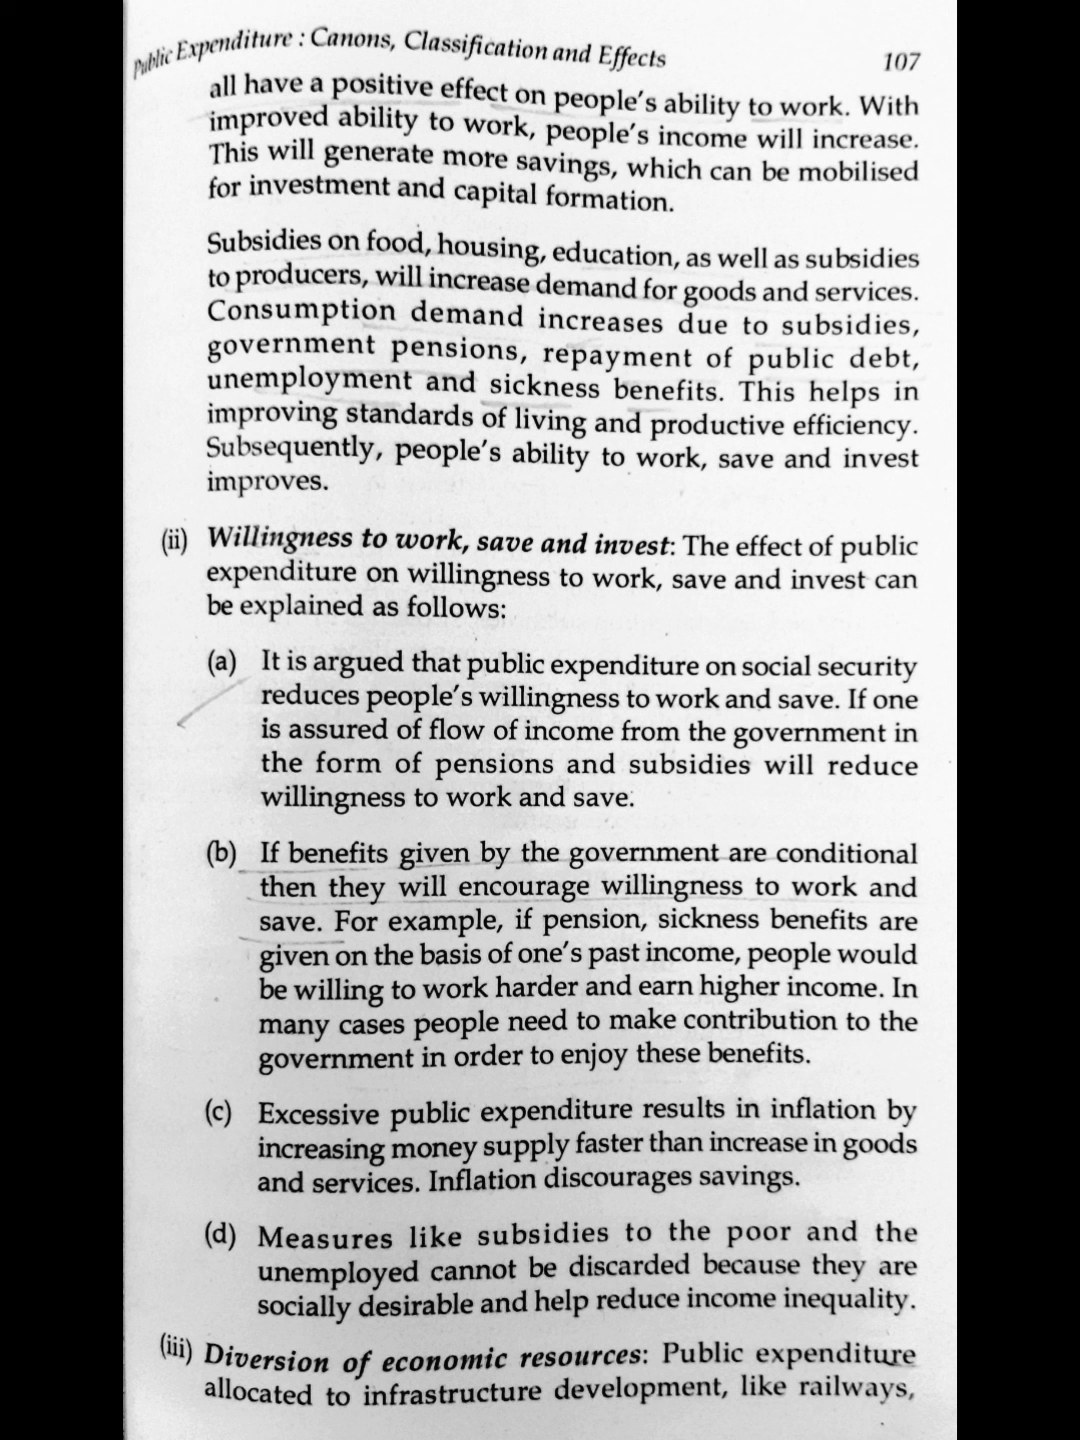 Public Expenditure : Canons, Classification and Effects 107
all have a positive effect on people's ability to work. With
improved ability to work, people's income will increase.
This will generate more savings, which can be mobilised
for investment and capital formation.
Subsidies on food, housing, education, as well as subsidies
to producers, will increase demand for goods and services.
Consumption demand increases due to subsidies,
government pensions, repayment of public debt,
unemployment and sickness benefits. This helps in
improving standards of living and productive efficiency.
Subsequently, people's ability to work, save and invest
improves.
(ii) Willingness to work, save and invest: The effect of public
expenditure on willingness to work, save and invest can
be explained as follows:
(a) It is argued that public expenditure on social security
reduces people's willingness to work and save. If one
is assured of flow of income from the government in
the form of pensions and subsidies will reduce
willingness to work and save.
(b) If benefits given by the government are conditional
then they will encourage willingness to work and
save. For example, if pension, sickness benefits are
given on the basis of one's past income, people would
be willing to work harder and earn higher income. In
many cases people need to make contribution to the
government in order to enjoy these benefits.
(c) Excessive public expenditure results in inflation by
increasing money supply faster than increase in goods
and services. Inflation discourages savings.
(d) Measures like subsidies to the poor and the
unemployed cannot be discarded because they are
socially desirable and help reduce income inequality.
(iii) Diversion of economic resources: Public expenditure
allocated to infrastructure development, like railways,